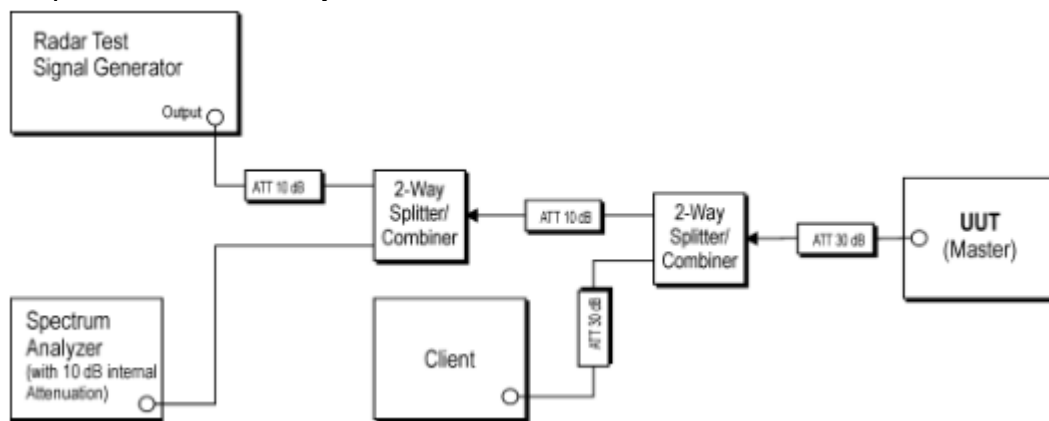 Radar Test
Signal Generator
Output
ATT 10 dB
2-Way
Splitter/
Combiner
ATT 10 dB
2-Way
Splitter/
Combiner
ATT 30 dB
UUT
(Master)
Spectrum
Analyzer
(with 10 dB internal
Attenuation)
Client
ATT 30 dB